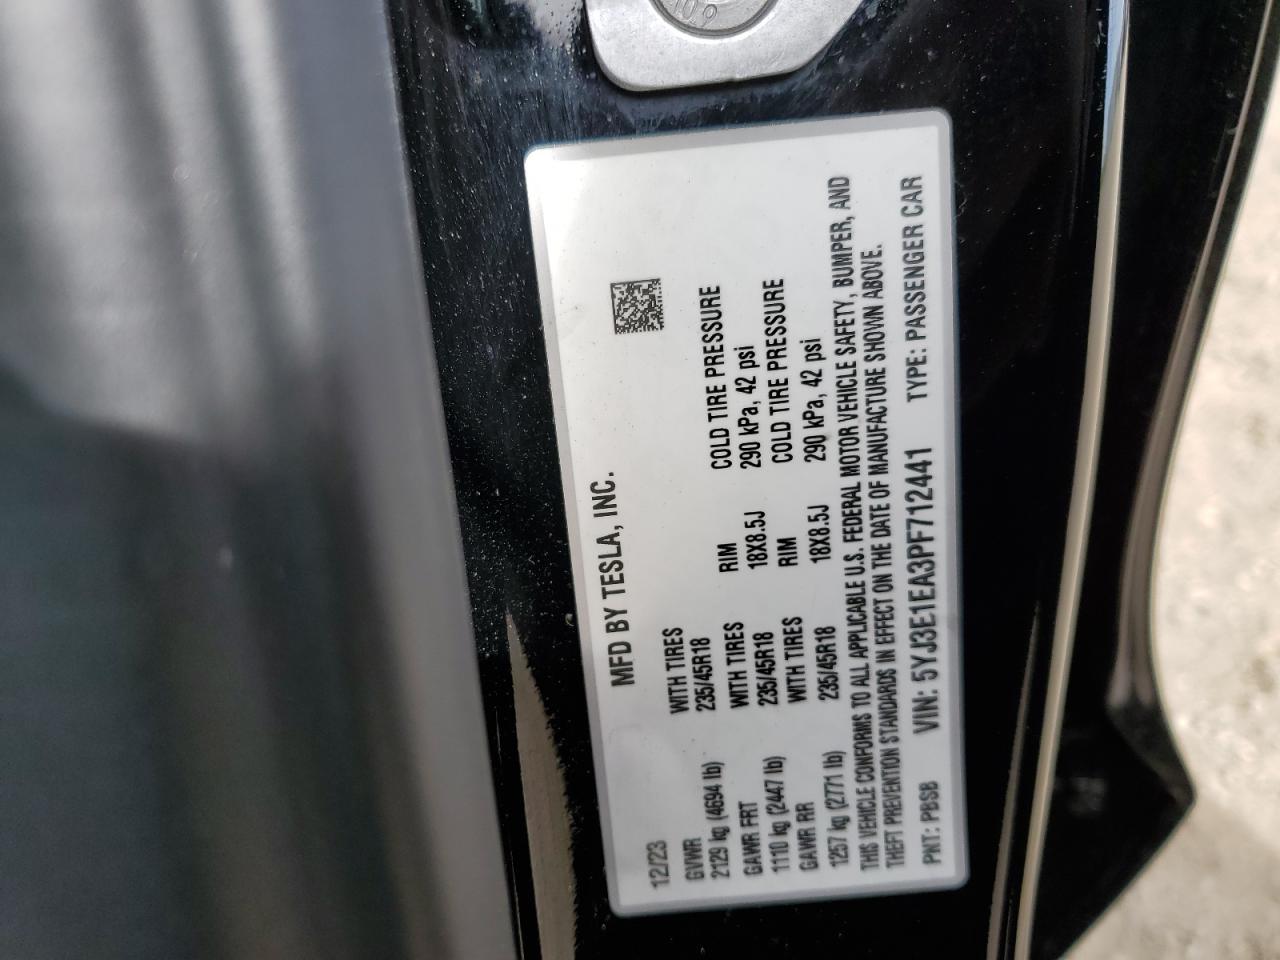 109
MFD BY TESLA, INC.
12/23
GVWR WITH TIRES
2129 kg (4694 lb) 235/45R18 RIM COLD TIRE PRESSURE
GAWR FRT WITH TIRES 18X8.5J 290 kPa, 42 psi
1110 kg (2447 lb) 235/45R18 RIM COLD TIRE PRESSURE
GAWR RR WITH TIRES 18X8.5J 290 kPa, 42 psi
1257 kg (2771 lb) 235/45R18
THIS VEHICLE CONFORMS TO ALL APPLICABLE U.S. FEDERAL MOTOR VEHICLE SAFETY, BUMPER, AND
THEFT PREVENTION STANDARDS IN EFFECT ON THE DATE OF MANUFACTURE SHOWN ABOVE.
PNT: PBSB VIN: 5YJ3E1EA3PF712441 TYPE: PASSENGER CAR